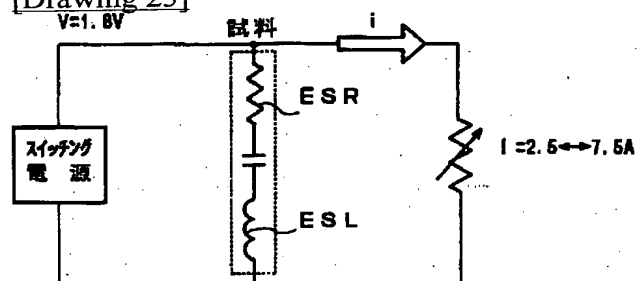 [Drawing 25]
V=1.8V
試料
i
ESR
スイッチング
電源
I=2.5↔7.5A
ESL